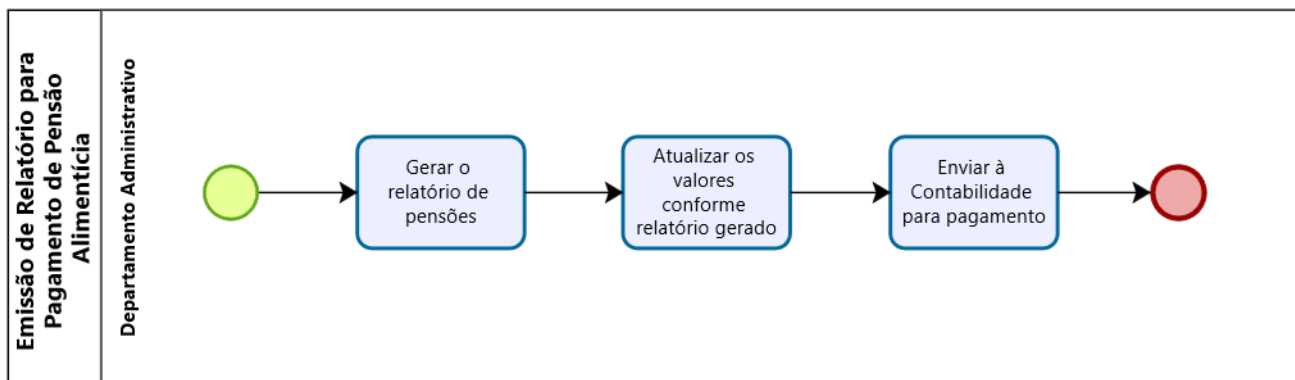 Emissão de Relatório para
Pagamento de Pensão
Alimentícia
Departamento Administrativo
Gerar o
relatório de
pensões
Atualizar os
valores
conforme
relatório gerado
Enviar à
Contabilidade
para pagamento